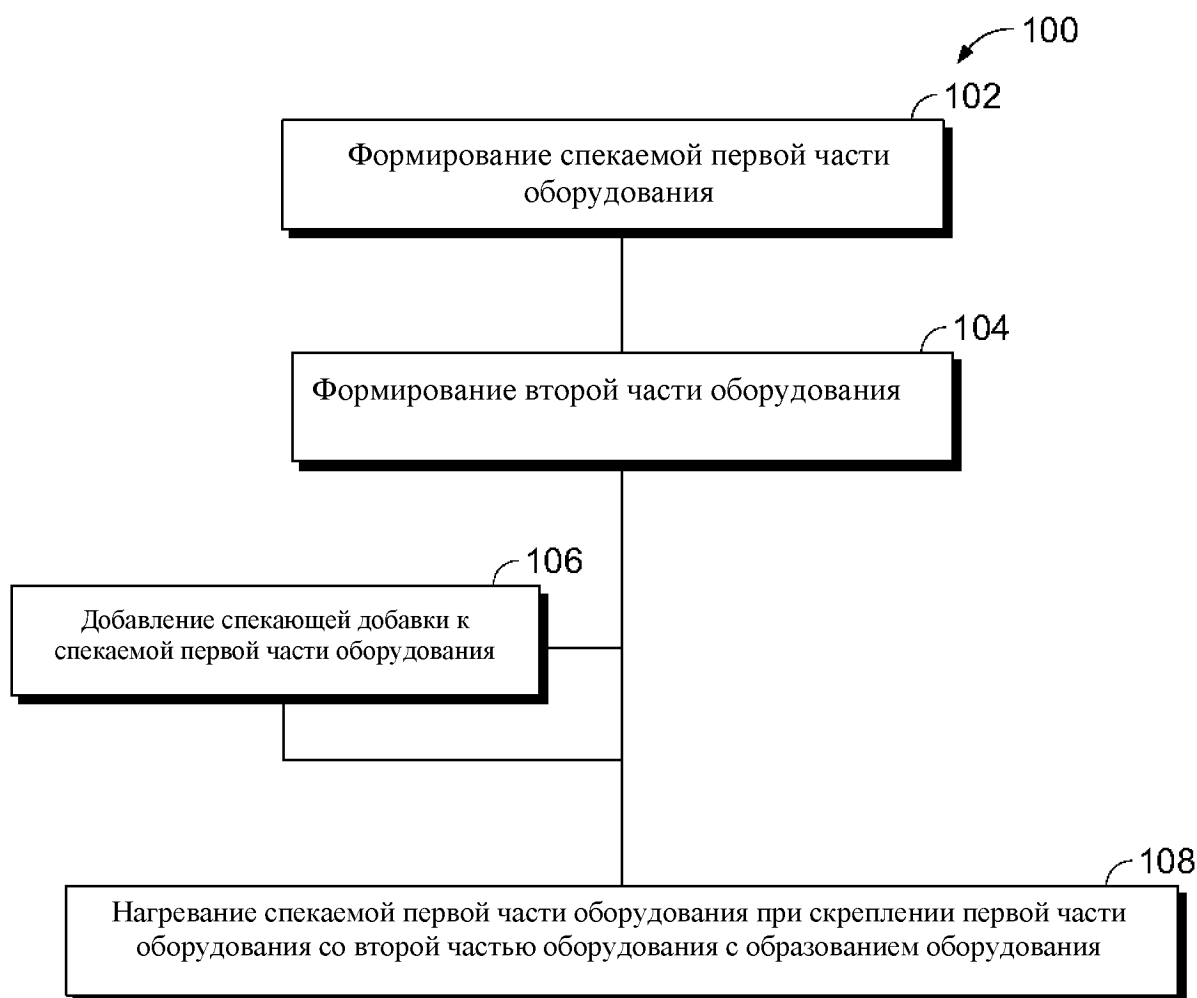 100
102
Формирование спекаемой первой части
оборудования
104
Формирование второй части оборудования
106
Добавление спекающей добавки к
спекаемой первой части оборудования
108
Нагревание спекаемой первой части оборудования при скреплении первой части
оборудования со второй частью оборудования с образованием оборудования